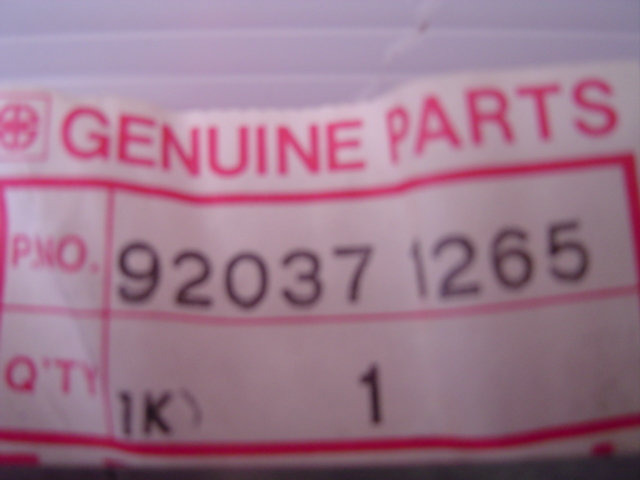 GENUINE PARTS
P.NO. 92037 1265
Q'TY 1K) 1